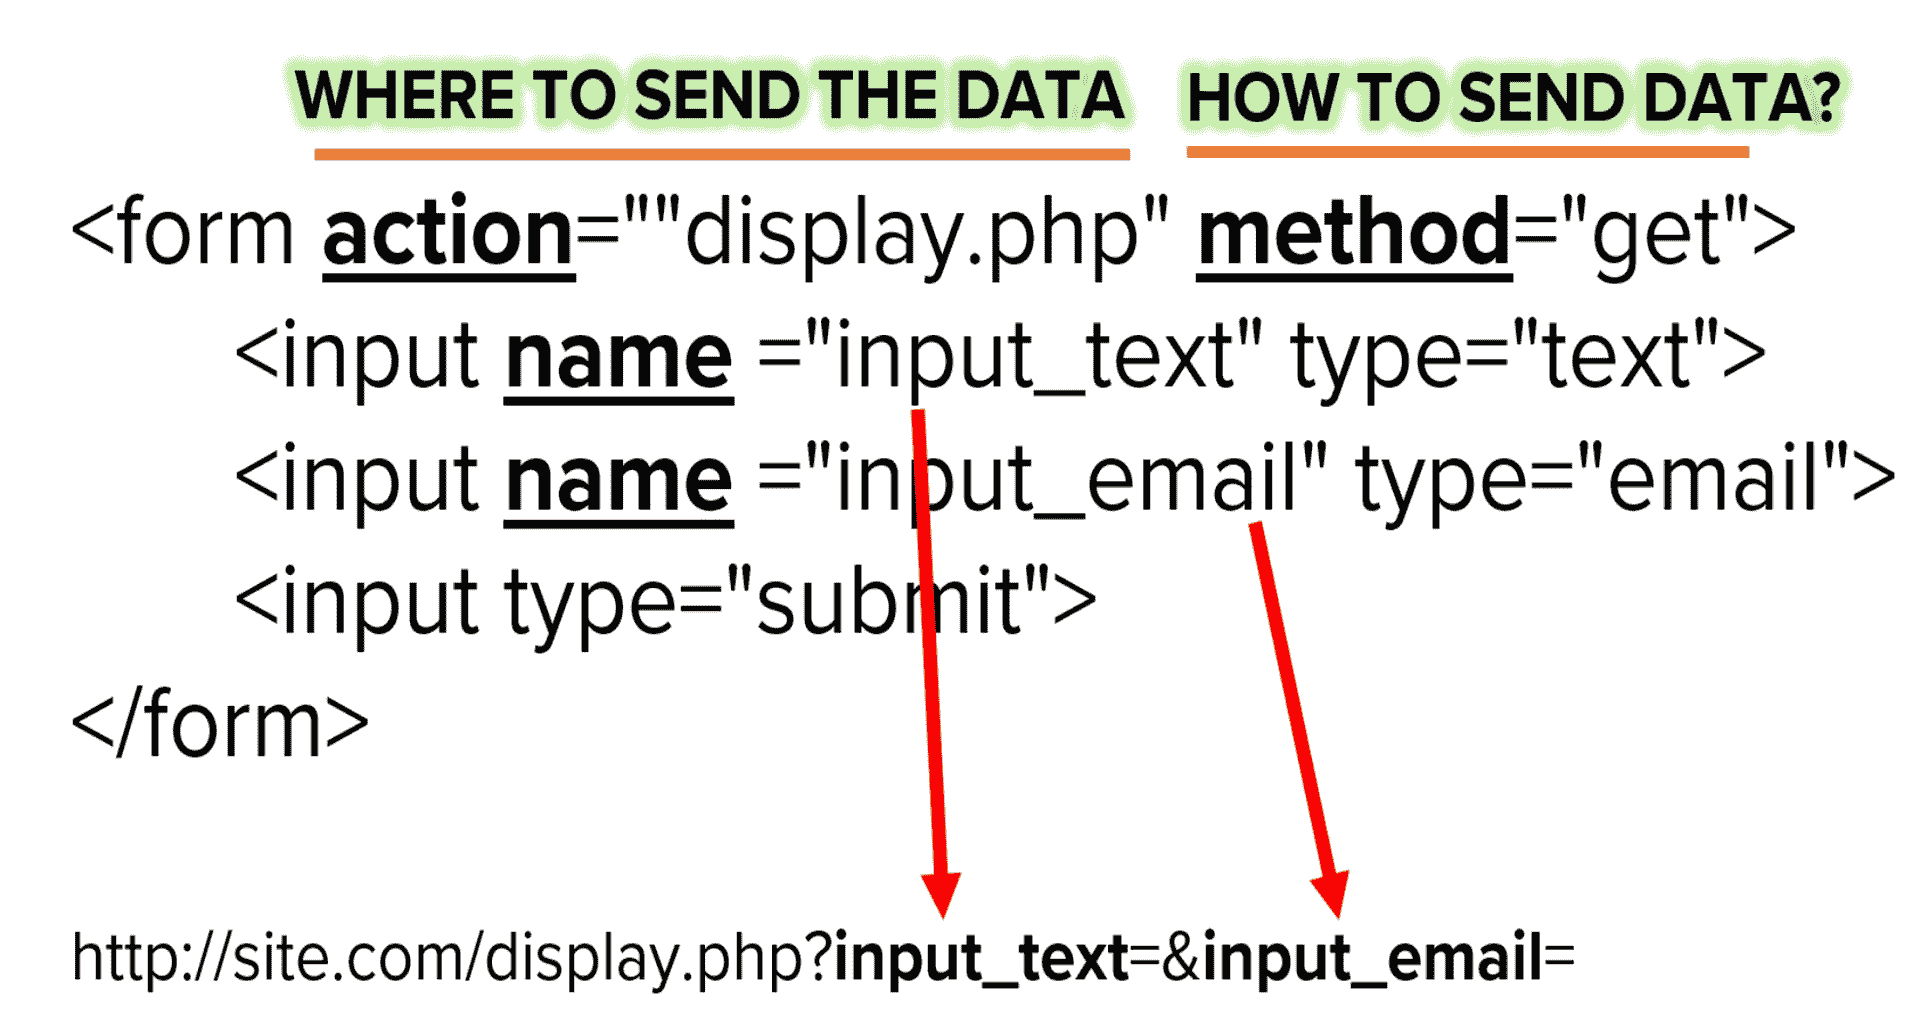 WHERE TO SEND THE DATA HOW TO SEND DATA?
<form action=""display.php" method="get">
<input name ="input_text" type="text">
<input name ="input_email" type="email">
<input type="submit">
</form>
http://site.com/display.php?input_text=&input_email=